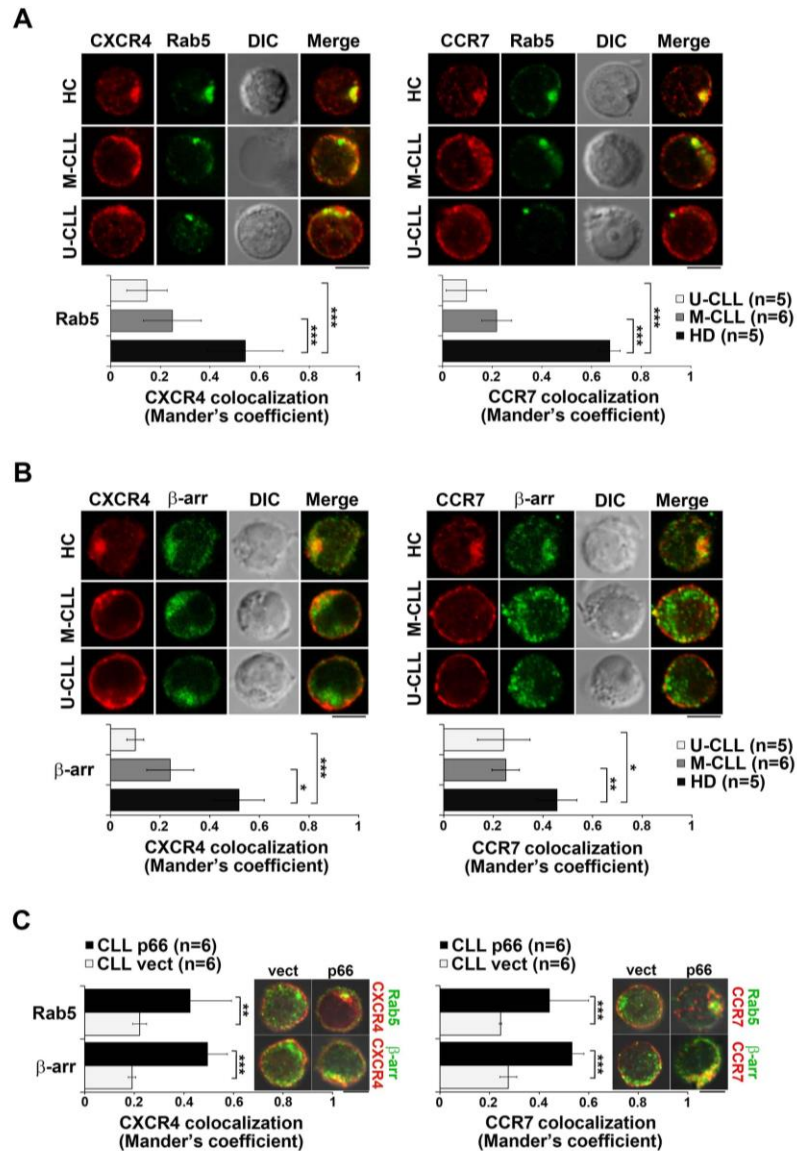 A
CXCR4 Rab5 DIC Merge
HC
M-CLL
U-CLL
Rab5
***
***
0 0.2 0.4 0.6 0.8 1
CXCR4 colocalization
(Mander's coefficient)
CCR7 Rab5 DIC Merge
HC
M-CLL
U-CLL
***
***
U-CLL (n=5)
M-CLL (n=6)
HD (n=5)
0 0.2 0.4 0.6 0.8 1
CCR7 colocalization
(Mander's coefficient)
B
CXCR4 β-arr DIC Merge
HC
M-CLL
U-CLL
β-arr
*
***
0 0.2 0.4 0.6 0.8 1
CXCR4 colocalization
(Mander's coefficient)
CCR7 β-arr DIC Merge
HC
M-CLL
U-CLL
**
*
U-CLL (n=5)
M-CLL (n=6)
HD (n=5)
0 0.2 0.4 0.6 0.8 1
CCR7 colocalization
(Mander's coefficient)
C
CLL p66 (n=6)
CLL vect (n=6)
vect p66
Rab5
**
Rab5
CXCR4
β-arr
***
β-arr
CXCR4
0 0.2 0.4 0.6 0.8 1
CXCR4 colocalization
(Mander's coefficient)
CLL p66 (n=6)
CLL vect (n=6)
vect p66
***
Rab5
CCR7
***
β-arr
CCR7
0 0.2 0.4 0.6 0.8 1
CCR7 colocalization
(Mander's coefficient)